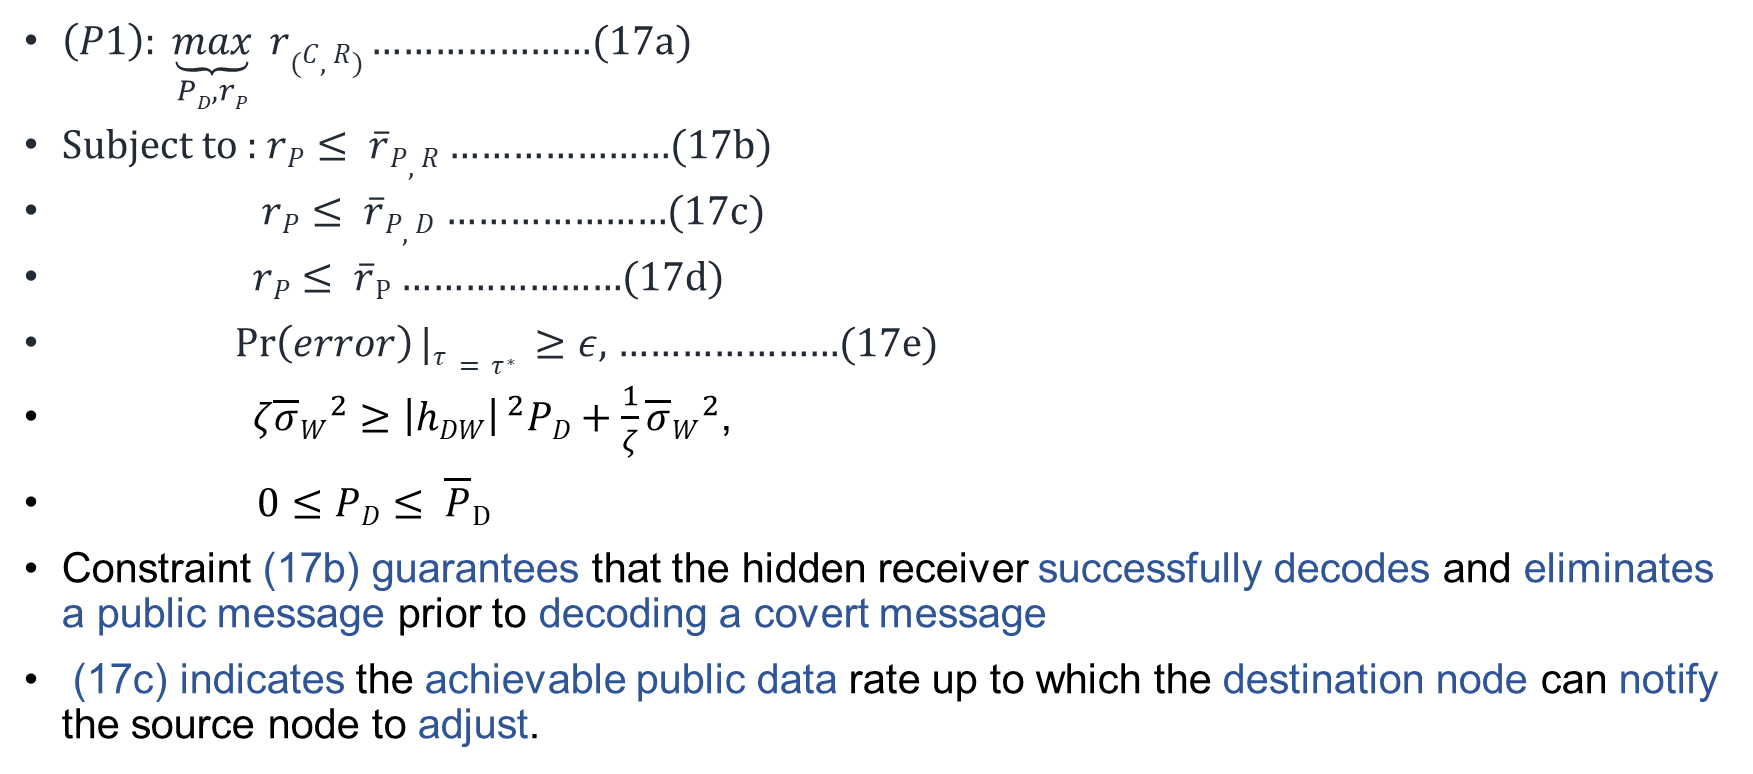 • (P1): max r_(C, R) …………………(17a)
P_D,r_P
• Subject to : r_P ≤ r̄_P, R …………………(17b)
• r_P ≤ r̄_P, D …………………(17c)
• r_P ≤ r̄_P …………………(17d)
• Pr(error) |_τ = τ* ≥ ϵ, …………………(17e)
• ζσ̅_W² ≥ |h_DW|² P_D + 1/ζ σ̅_W²,
• 0 ≤ P_D ≤ P̅_D
• Constraint (17b) guarantees that the hidden receiver successfully decodes and eliminates
a public message prior to decoding a covert message
• (17c) indicates the achievable public data rate up to which the destination node can notify
the source node to adjust.